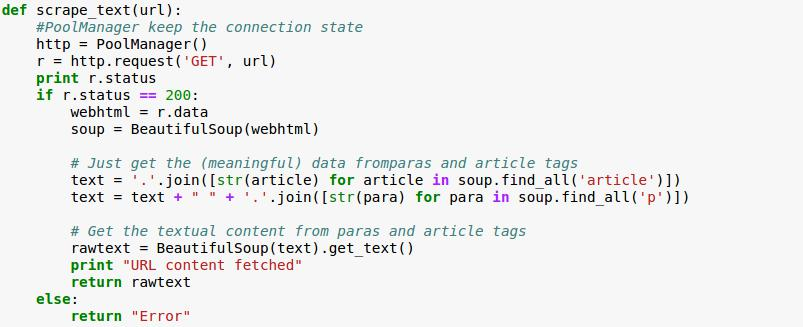 def scrape_text(url):
    #PoolManager keep the connection state
    http = PoolManager()
    r = http.request('GET', url)
    print r.status
    if r.status == 200:
        webhtml = r.data
        soup = BeautifulSoup(webhtml)

        # Just get the (meaningful) data fromparas and article tags
        text = '.'.join([str(article) for article in soup.find_all('article')])
        text = text + " " + '.'.join([str(para) for para in soup.find_all('p')])

        # Get the textual content from paras and article tags
        rawtext = BeautifulSoup(text).get_text()
        print "URL content fetched"
        return rawtext
    else:
        return "Error"